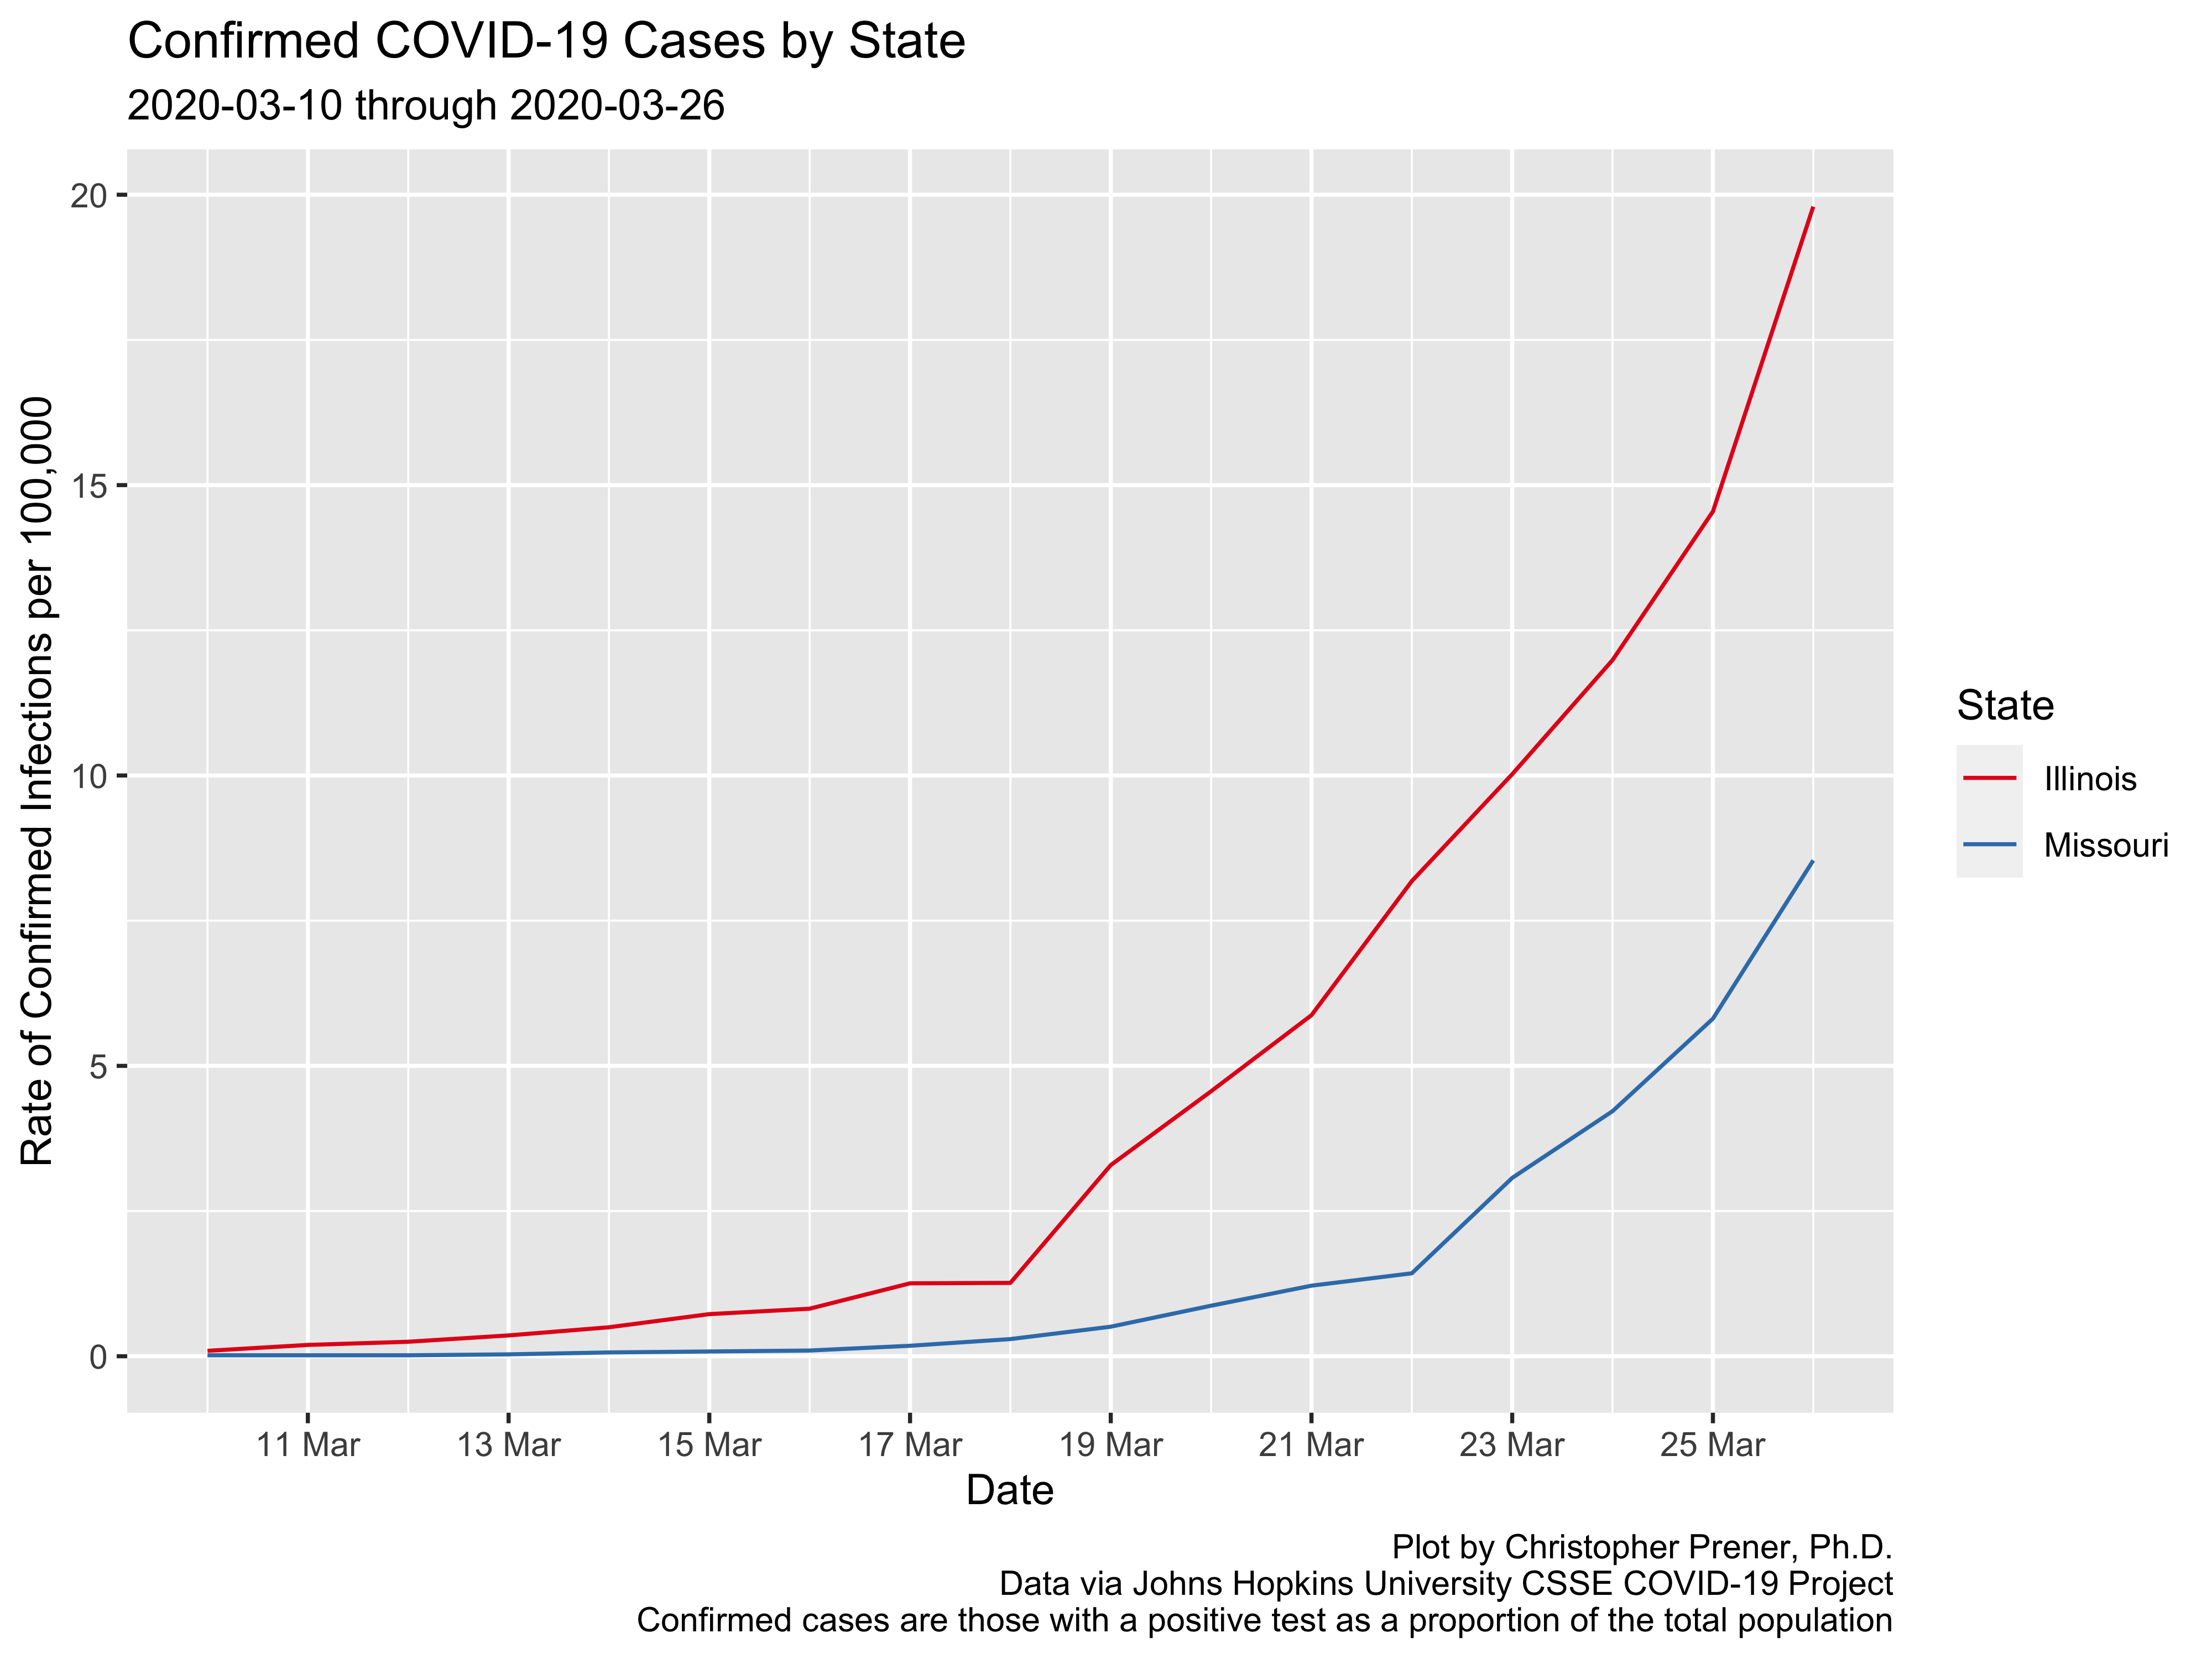 Confirmed COVID-19 Cases by State
2020-03-10 through 2020-03-26
Rate of Confirmed Infections per 100,000
20
15
10
5
0
11 Mar
13 Mar
15 Mar
17 Mar
19 Mar
21 Mar
23 Mar
25 Mar
Date
State
Illinois
Missouri
Plot by Christopher Prener, Ph.D.
Data via Johns Hopkins University CSSE COVID-19 Project
Confirmed cases are those with a positive test as a proportion of the total population